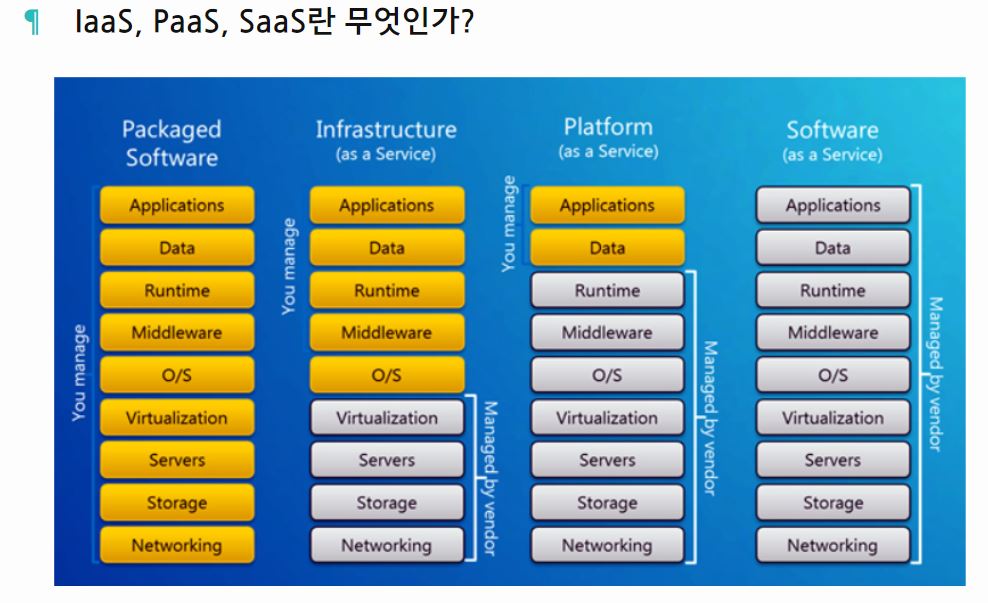 ¶ IaaS, PaaS, SaaS란 무엇인가?
Packaged
Software
You manage
Applications
Data
Runtime
Middleware
O/S
Virtualization
Servers
Storage
Networking
Infrastructure
(as a Service)
You manage
Applications
Data
Runtime
Middleware
O/S
Virtualization
Servers
Storage
Networking
Managed by vendor
Platform
(as a Service)
You manage
Applications
Data
Runtime
Middleware
O/S
Virtualization
Servers
Storage
Networking
Managed by vendor
Software
(as a Service)
Applications
Data
Runtime
Middleware
O/S
Virtualization
Servers
Storage
Networking
Managed by vendor